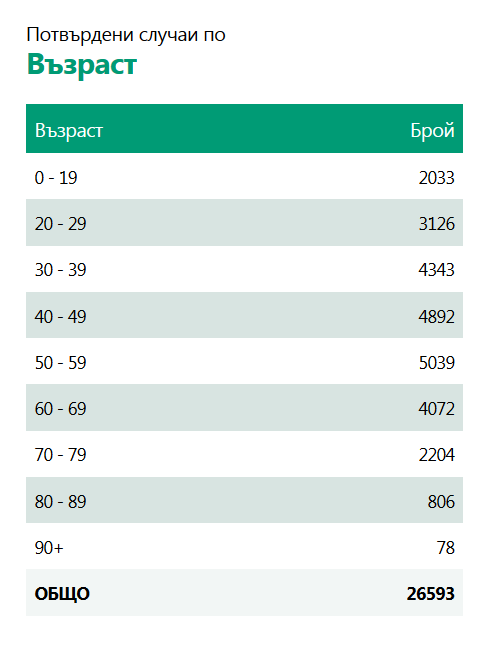 Потвърдени случаи по
Възраст
Възраст Брой
0 - 19 2033
20 - 29 3126
30 - 39 4343
40 - 49 4892
50 - 59 5039
60 - 69 4072
70 - 79 2204
80 - 89 806
90+ 78
ОБЩО 26593